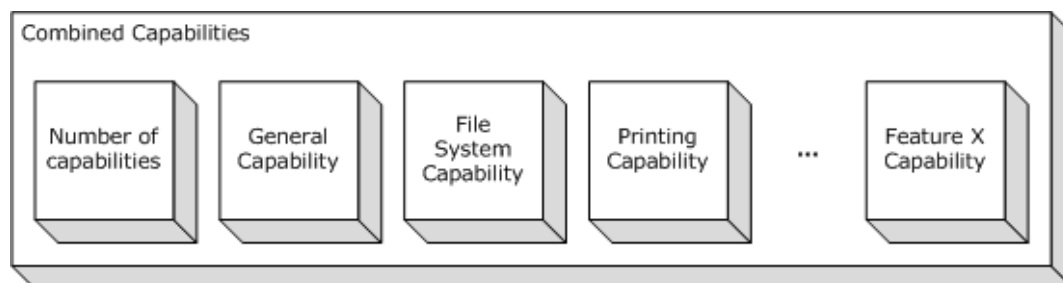 Combined Capabilities
Number of
capabilities
General
Capability
File
System
Capability
Printing
Capability
...
Feature X
Capability